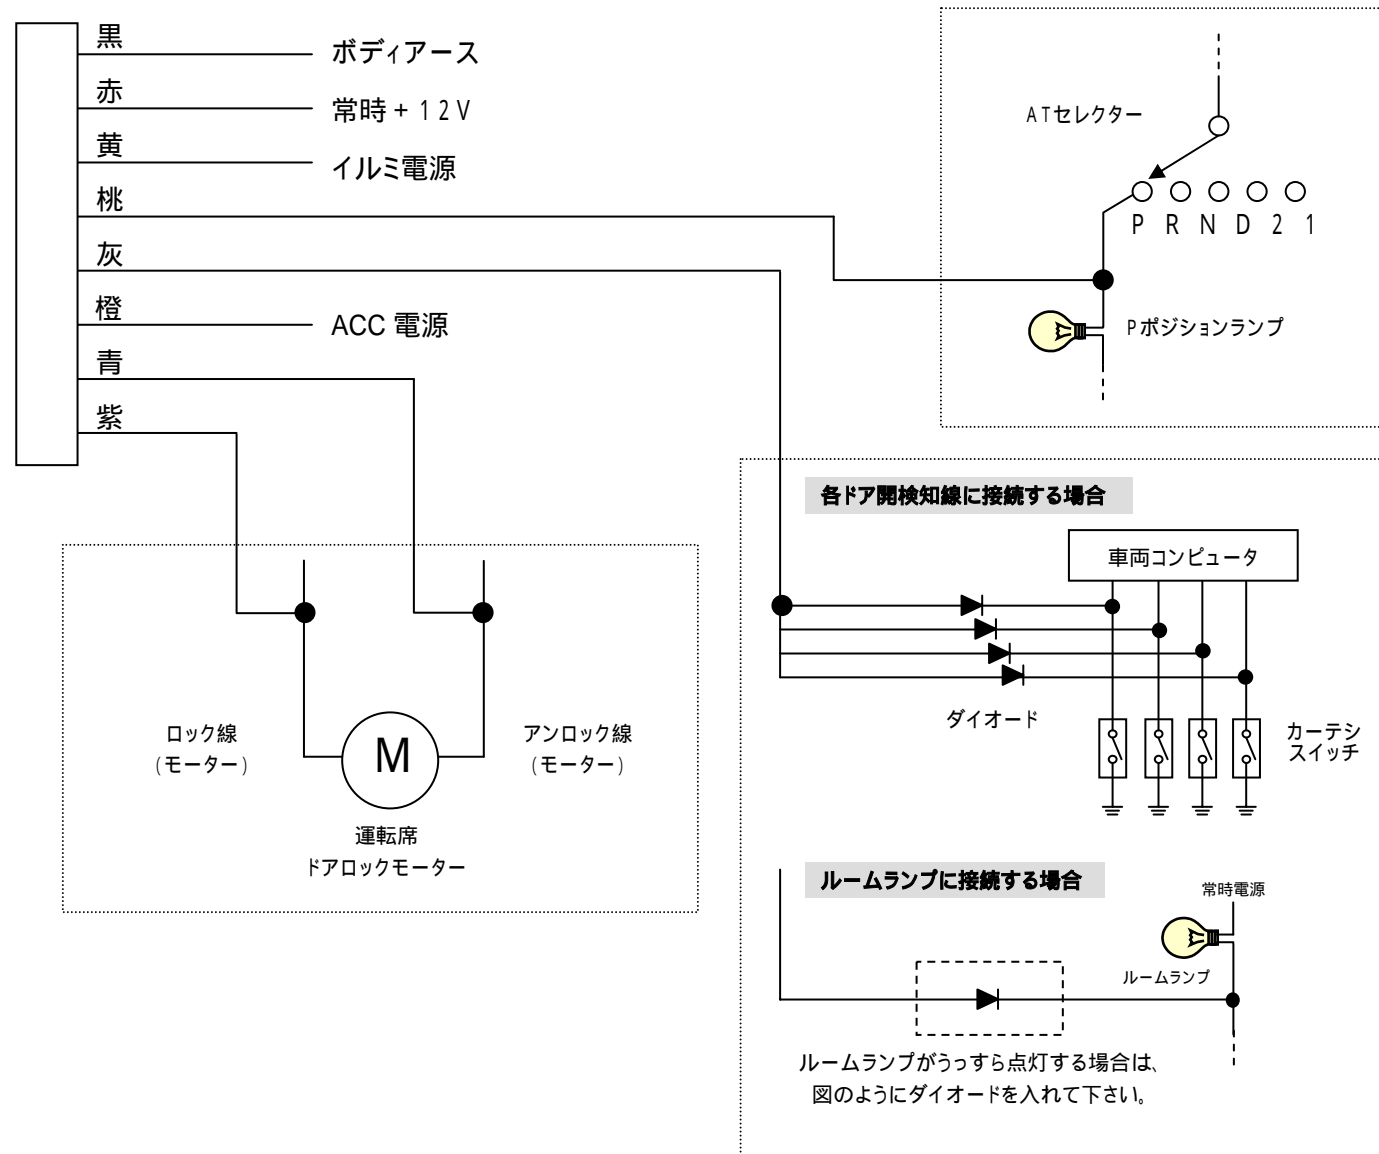 黒
ボディアース
赤
常時+12V
黄
イルミ電源
桃
灰
橙
ACC 電源
青
紫
ATセレクター
P R N D 2 1
Pポジションランプ
ロック線
(モーター)
アンロック線
(モーター)
M
運転席
ドアロックモーター
各ドア開検知線に接続する場合
車両コンピュータ
ダイオード
カーテシ
スイッチ
ルームランプに接続する場合
常時電源
ルームランプ
ルームランプがうっすら点灯する場合は、
図のようにダイオードを入れて下さい。